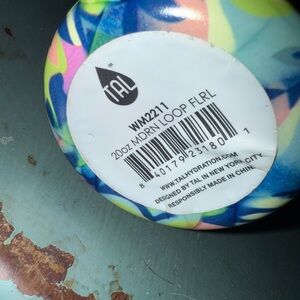 TAL
WM2211
20oz MDRN LOOP FLRL
8 40179 23180 1
WWW.TALHYDRATION.COM
DESIGNED BY TAL IN NEW YORK CITY.
RESPONSIBLY MADE IN CHINA.